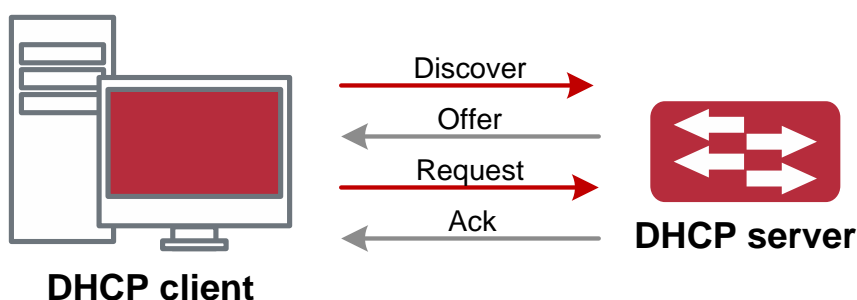 Discover
Offer
Request
Ack
DHCP server
DHCP client